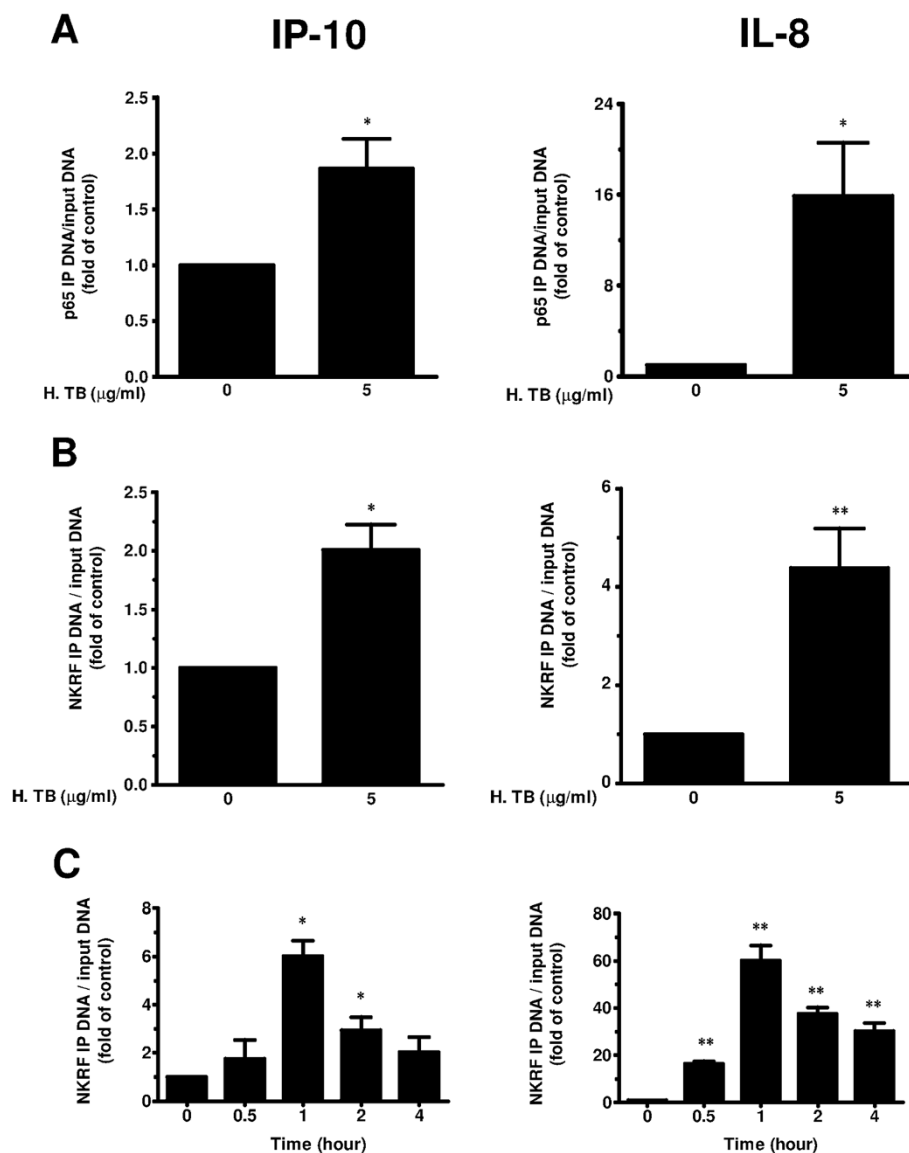 A
IP-10
IL-8
p65 IP DNA/input DNA
(fold of control)
2.5
2.0
1.5
1.0
0.5
0.0
*
H. TB (μg/ml)
0
5
p65 IP DNA/input DNA
(fold of control)
24
16
8
0
*
H. TB (μg/ml)
0
5
B
NKRF IP DNA / input DNA
(fold of control)
2.5
2.0
1.5
1.0
0.5
0.0
*
H. TB (μg/ml)
0
5
NKRF IP DNA / input DNA
(fold of control)
6
4
2
0
**
H. TB (μg/ml)
0
5
C
NKRF IP DNA / input DNA
(fold of control)
8
6
4
2
0
*
*
0 0.5 1 2 4
Time (hour)
NKRF IP DNA / input DNA
(fold of control)
80
60
40
20
0
**
**
**
**
0 0.5 1 2 4
Time (hour)